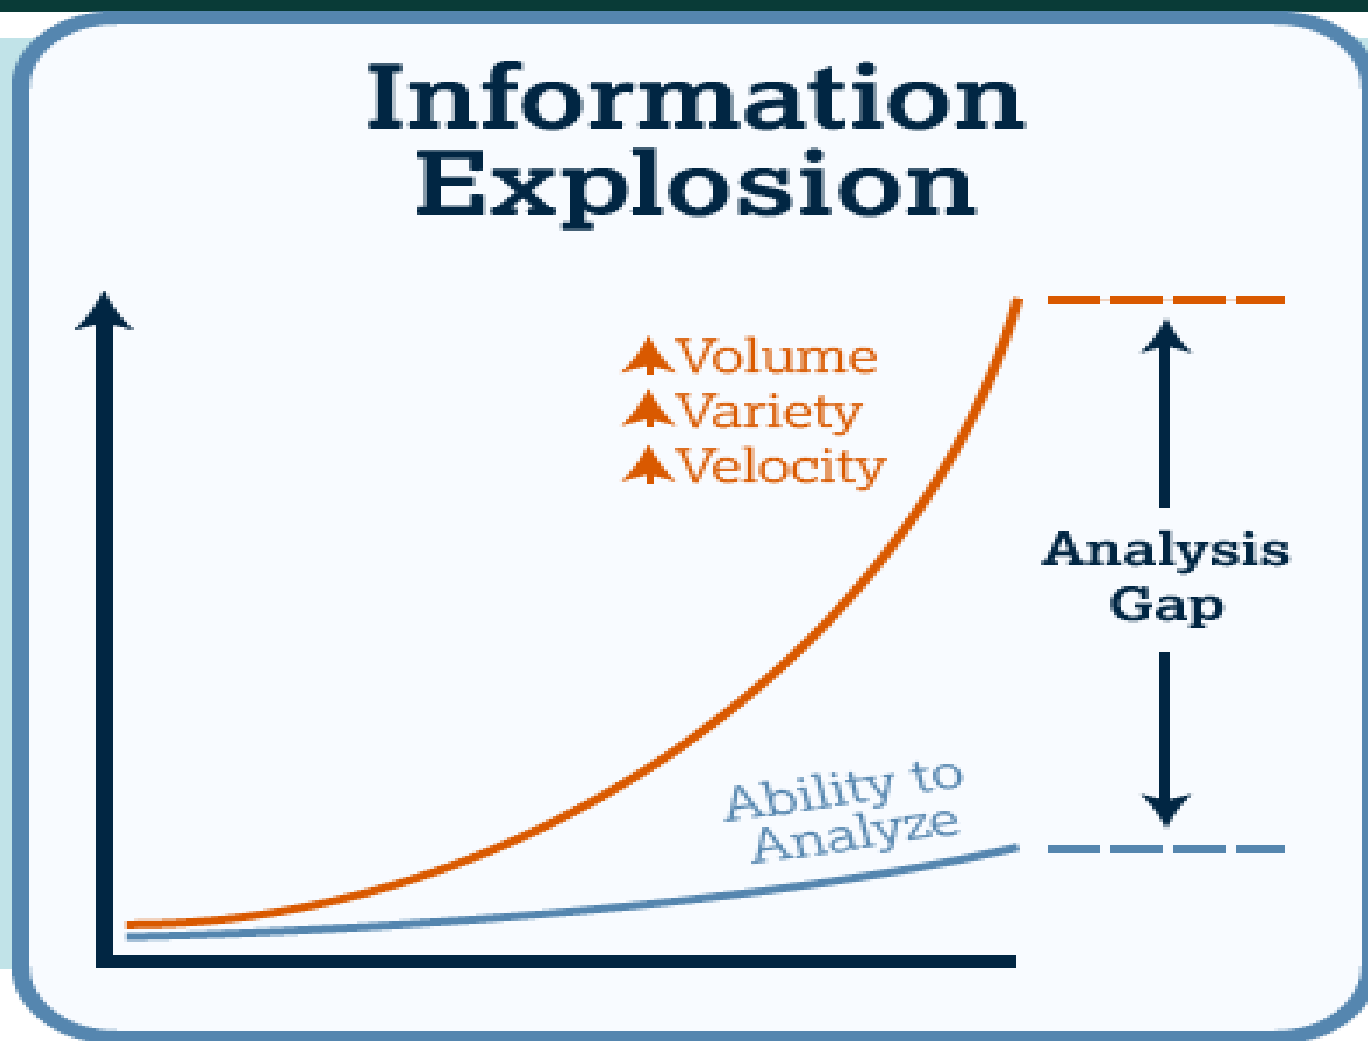 Information
Explosion
Volume
Variety
Velocity
Analysis
Gap
Ability to
Analyze